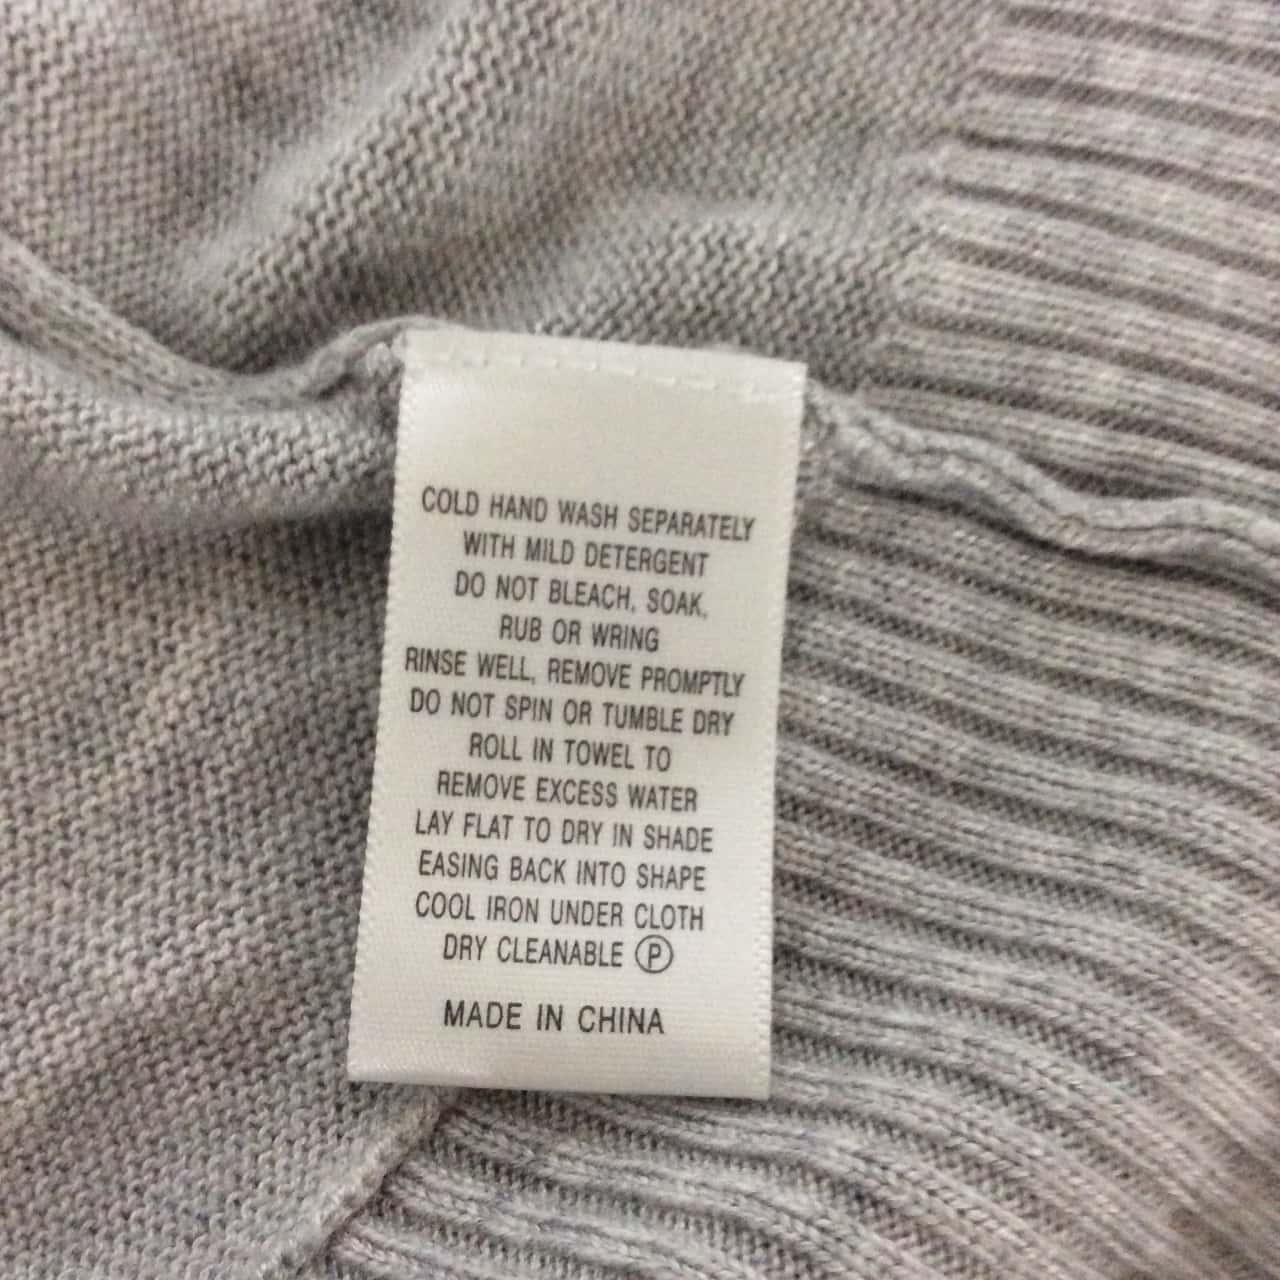 COLD HAND WASH SEPARATELY
WITH MILD DETERGENT
DO NOT BLEACH, SOAK,
RUB OR WRING
RINSE WELL, REMOVE PROMPTLY
DO NOT SPIN OR TUMBLE DRY
ROLL IN TOWEL TO
REMOVE EXCESS WATER
LAY FLAT TO DRY IN SHADE
EASING BACK INTO SHAPE
COOL IRON UNDER CLOTH
DRY CLEANABLE Ⓟ
MADE IN CHINA